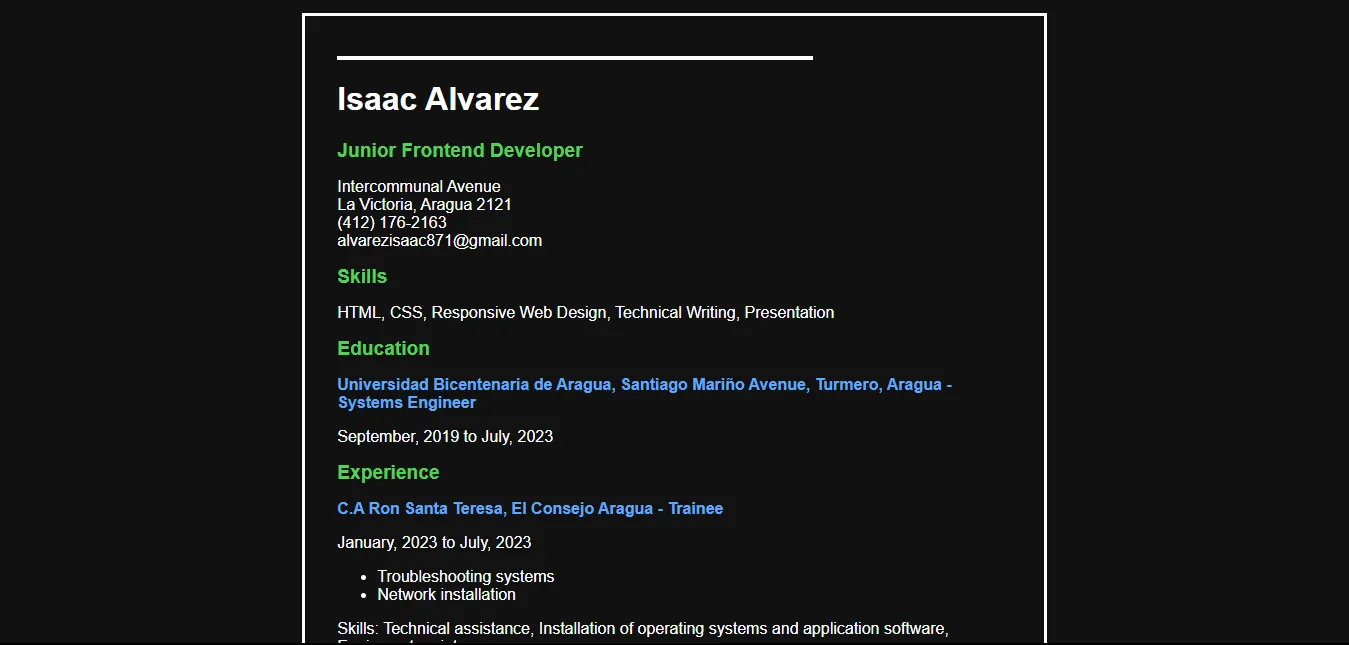 Isaac Alvarez
Junior Frontend Developer
Intercommunal Avenue
La Victoria, Aragua 2121
(412) 176-2163
alvarezisaac871@gmail.com
Skills
HTML, CSS, Responsive Web Design, Technical Writing, Presentation
Education
Universidad Bicentenaria de Aragua, Santiago Mariño Avenue, Turmero, Aragua -
Systems Engineer
September, 2019 to July, 2023
Experience
C.A Ron Santa Teresa, El Consejo Aragua - Trainee
January, 2023 to July, 2023
• Troubleshooting systems
• Network installation
Skills: Technical assistance, Installation of operating systems and application software,